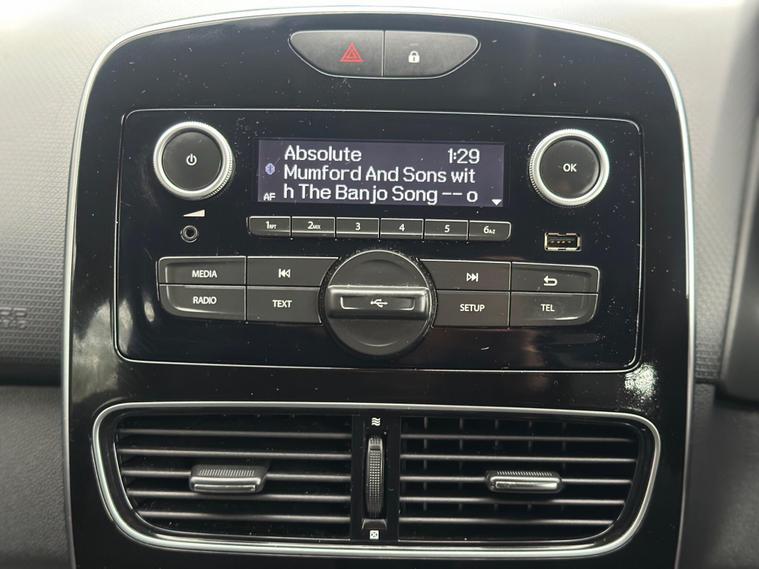 Absolute 1:29
Mumford And Sons wit
h The Banjo Song -- o
AF
1RPT 2MIX 3 4 5 6A-Z
OK
MEDIA
RADIO TEXT SETUP TEL